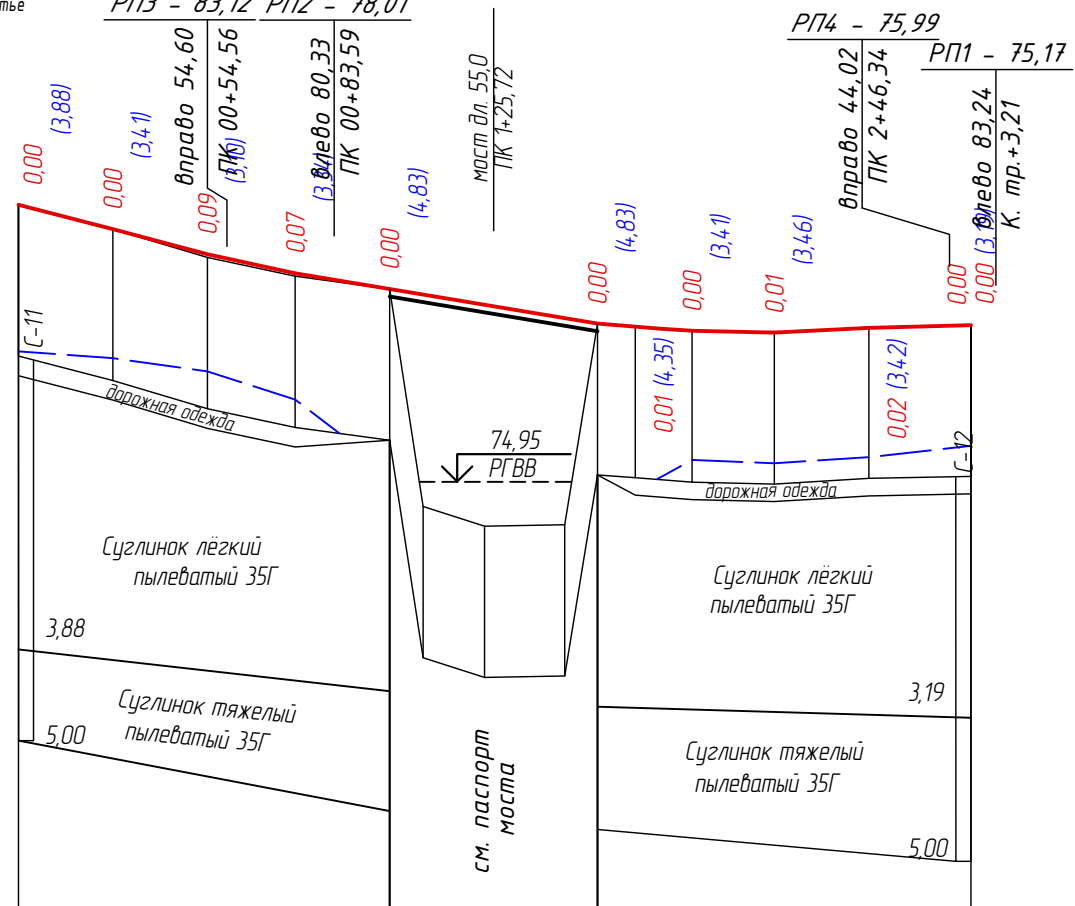 РП3 - 83,12
РП2 - 78,01
вправо 54,60
ПК 00+54,56
влево 80,33
ПК 00+83,59
мост дл. 55,0
ПК 1+25,72
РП4 - 75,99
РП1 - 75,17
вправо 44,02
ПК 2+46,34
влево 83,24
К. тр.+3,21
0,00
(3,88)
0,00
(3,41)
0,09
(3,10)
0,07
0,00
(4,83)
0,00
(4,83)
0,00
(3,41)
0,01
(3,46)
0,00
0,00
0,01 (4,35)
0,02 (3,42)
С-11
дорожная одежда
74,95
РГВВ
С-12
дорожная одежда
Суглинок лёгкий
пылеватый 35Г
3,88
Суглинок тяжелый
пылеватый 35Г
5,00
см. паспорт
моста
Суглинок лёгкий
пылеватый 35Г
3,19
Суглинок тяжелый
пылеватый 35Г
5,00